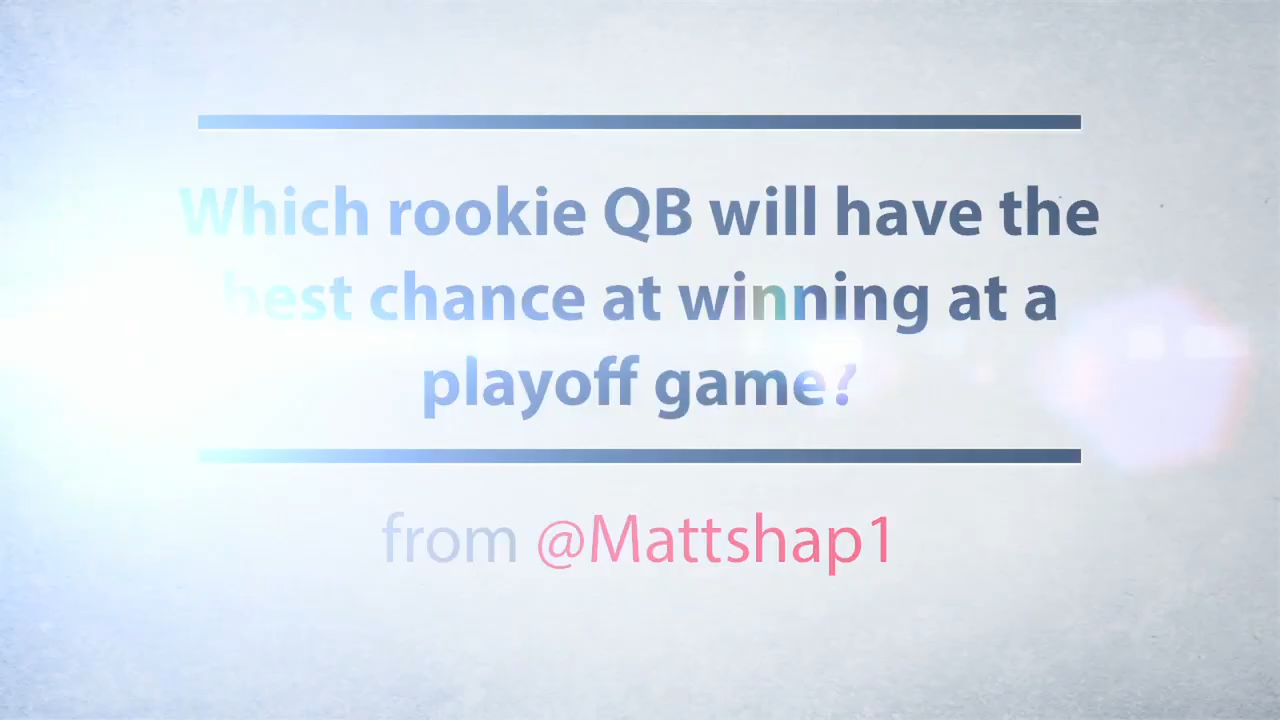 Which rookie QB will have the
best chance at winning at a
playoff game?
from @Mattshap1